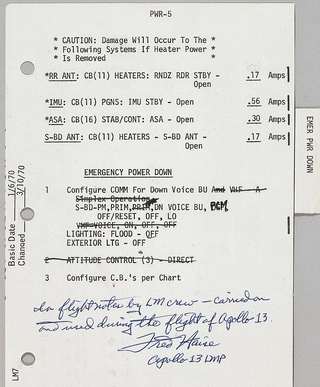 PWR-5
* CAUTION: Damage Will Occur To The *
* Following Systems If Heater Power *
* Is Removed *
*RR ANT: CB(11) HEATERS: RNDZ RDR STBY - .17 Amps
Open
*IMU: CB(11) PGNS: IMU STBY - Open .56 Amps
*ASA: CB(16) STAB/CONT: ASA - Open .30 Amps
S-BD ANT: CB(11) HEATERS - S-BD ANT - .17 Amps
Open
EMER PWR DOWN
EMERGENCY POWER DOWN
1 Configure COMM For Down Voice BU And VHF - A
Simplex Operation
S-BD-PM,PRIM,PRIM,DN VOICE BU, PCM,
OFF/RESET, OFF, LO
VHF-VOICE, ON, OFF, OFF
LIGHTING: FLOOD - OFF
EXTERIOR LTG - OFF
2 ATTITUDE CONTROL (3) - DIRECT
3 Configure C.B.'s per Chart
Basic Date 1/6/70
Changed 3/10/70
In flight notes by LM crew - carried on
and used during the flight of Apollo 13.
Fred Haise
Apollo 13 LMP
LM7